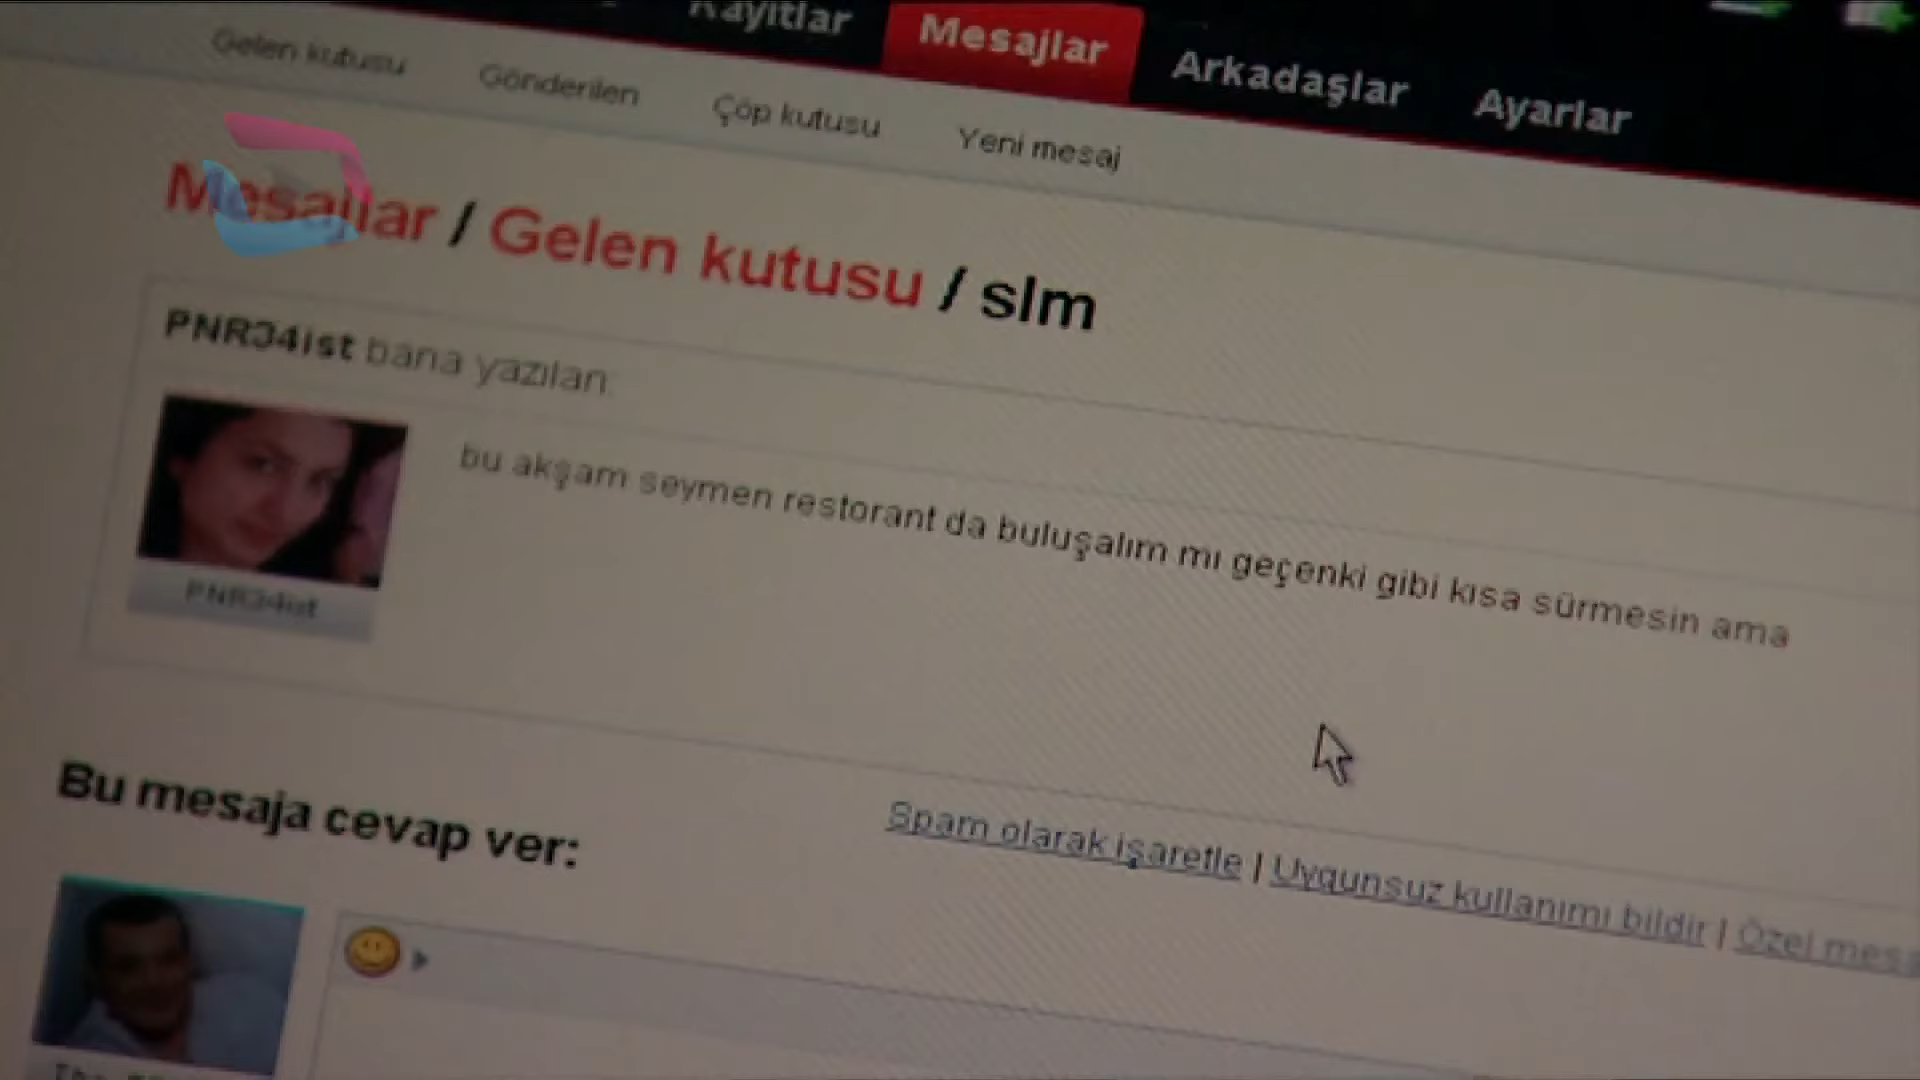 Kayıtlar Mesajlar Arkadaşlar Ayarlar
Gelen kutusu Gönderilen Çöp kutusu Yeni mesaj
Mesajlar / Gelen kutusu / slm
PNR34ist bana yazılan:
bu akşam seymen restorant da buluşalım mı geçenki gibi kısa sürmesin ama
PNR34ist
Bu mesaja cevap ver:
Spam olarak işaretle | Uygunsuz kullanımı bildir | Özel